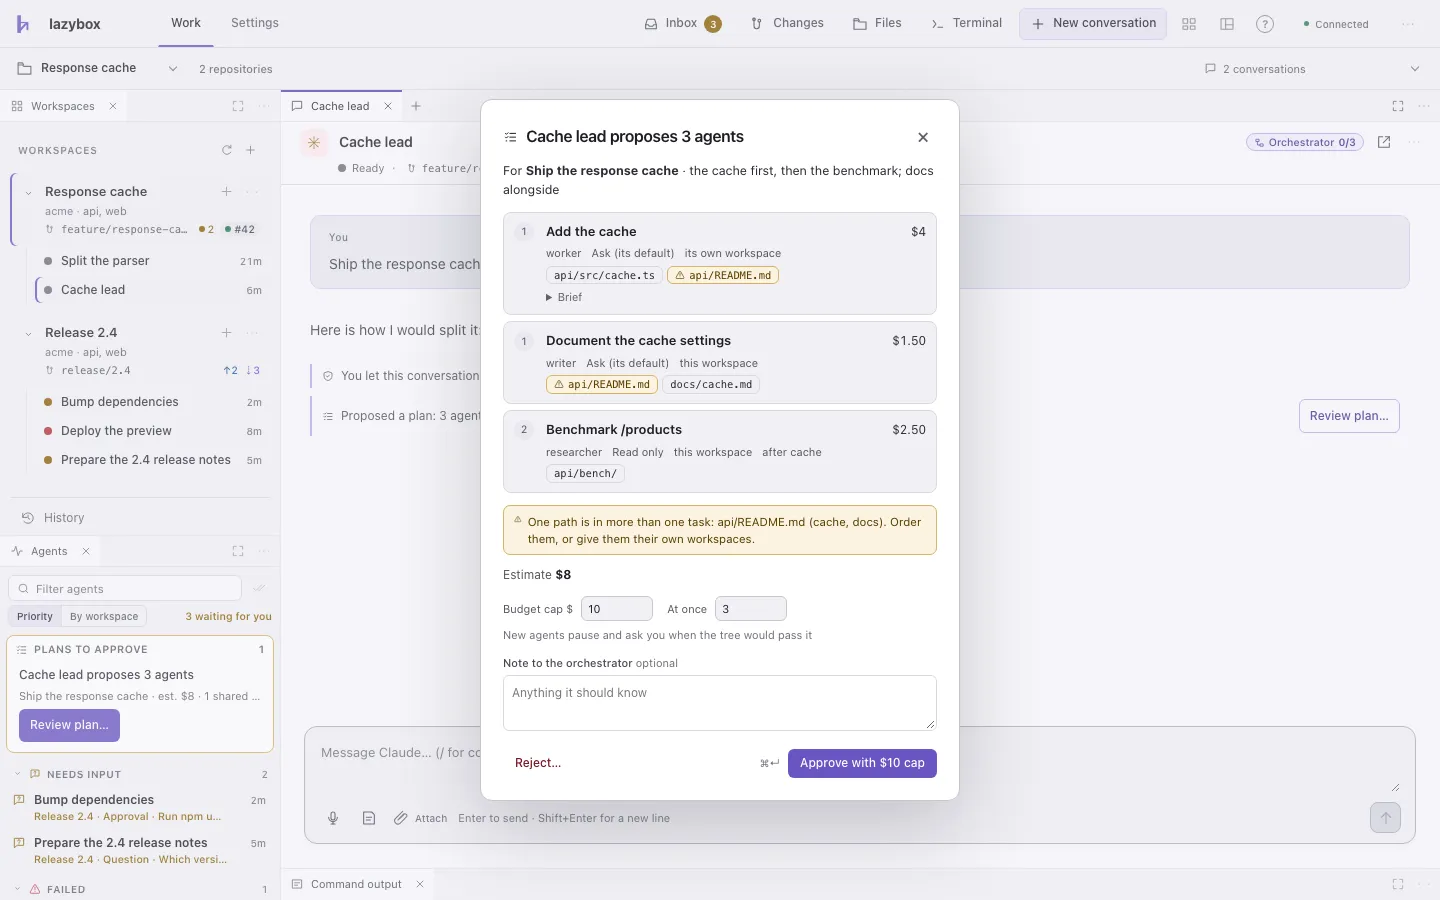 lazybox
Work
Settings
Inbox 3
Changes
Files
Terminal
New conversation
Connected
Response cache
2 repositories
2 conversations
Workspaces
Cache lead
WORKSPACES
Response cache
acme · api, web
feature/response-ca…
2
#42
Split the parser 21m
Cache lead 6m
Release 2.4
acme · api, web
release/2.4
↑2 ↓3
Bump dependencies 2m
Deploy the preview 8m
Prepare the 2.4 release notes 5m
History
Agents
Filter agents
Priority
By workspace
3 waiting for you
PLANS TO APPROVE 1
Cache lead proposes 3 agents
Ship the response cache · est. $8 · 1 shared …
Review plan…
NEEDS INPUT 2
Bump dependencies 2m
Release 2.4 · Approval · Run npm u…
Prepare the 2.4 release notes 5m
Release 2.4 · Question · Which versi…
FAILED 1
Cache lead
Ready ·
feature/r
Orchestrator 0/3
You
Ship the response cach
Here is how I would split it
You let this conversation
Proposed a plan: 3 agent
Review plan…
Message Claude… (/ for co
Attach
Enter to send · Shift+Enter for a new line
Command output
Cache lead proposes 3 agents
For Ship the response cache · the cache first, then the benchmark; docs
alongside
1 Add the cache $4
worker Ask (its default) its own workspace
api/src/cache.ts api/README.md
Brief
1 Document the cache settings $1.50
writer Ask (its default) this workspace
api/README.md docs/cache.md
2 Benchmark /products $2.50
researcher Read only this workspace after cache
api/bench/
One path is in more than one task: api/README.md (cache, docs). Order
them, or give them their own workspaces.
Estimate $8
Budget cap $ 10 At once 3
New agents pause and ask you when the tree would pass it
Note to the orchestrator optional
Anything it should know
Reject…
⌘↵
Approve with $10 cap